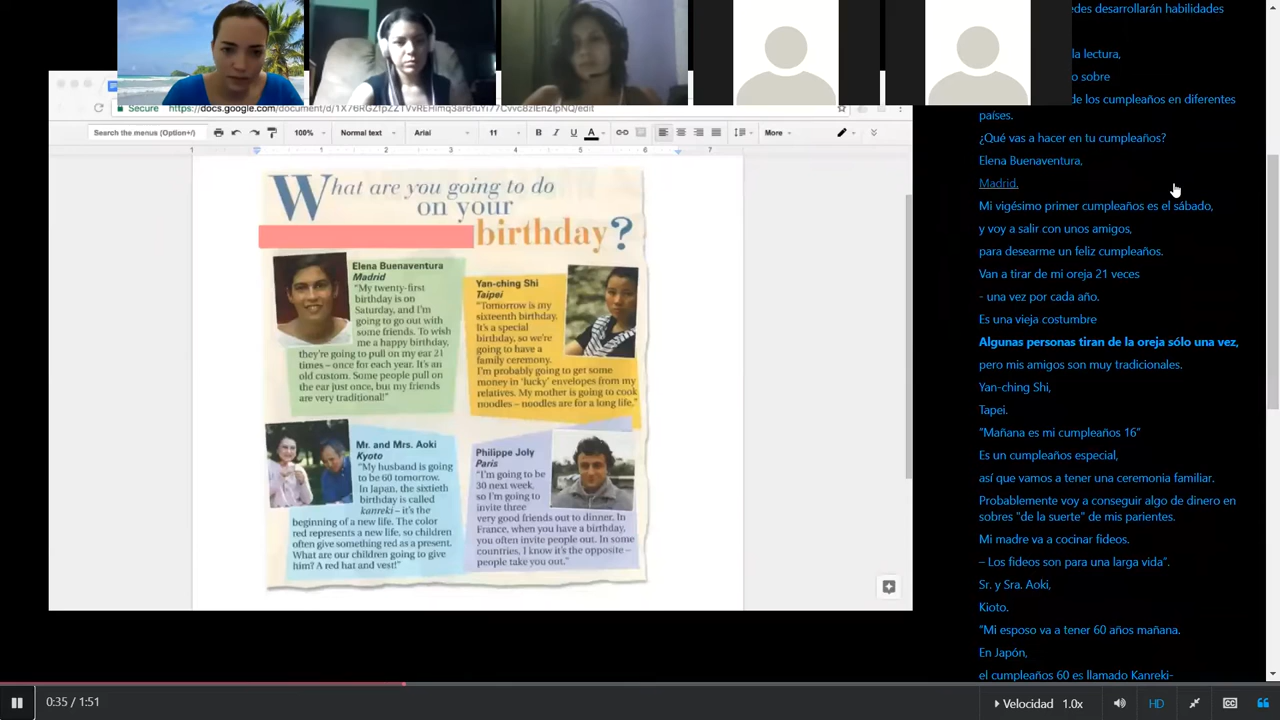 Secure
Search the menus (Option+/)
100%
Normal text
Arial
11
B I U A
More
1 1 2 3 4 5 6 7
What are you going to do
on your
birthday?
Elena Buenaventura
Madrid
"My twenty-first
birthday is on
Saturday, and I'm
going to go out with
some friends. To wish
me a happy birthday,
they're going to pull on my ear 21
times – once for each year. It's an
old custom. Some people pull on
the ear just once, but my friends
are very traditional!"
Yan-ching Shi
Taipei
"Tomorrow is my
sixteenth birthday.
It's a special
birthday, so we're
going to have a
family ceremony.
I'm probably going to get some
money in 'lucky' envelopes from my
relatives. My mother is going to cook
noodles – noodles are for a long life."
Mr. and Mrs. Aoki
Kyoto
"My husband is going
to be 60 tomorrow.
In Japan, the sixtieth
birthday is called
kanreki – it's the
beginning of a new life. The color
red represents a new life, so children
often give something red as a present.
What are our children going to give
him? A red hat and vest!"
Philippe Joly
Paris
"I'm going to be
30 next week,
so I'm going to
invite three
very good friends out to dinner. In
France, when you have a birthday,
you often invite people out. In some
countries, I know it's the opposite –
people take you out."
desarrollarán habilidades
la lectura,
sobre
de los cumpleaños en diferentes
países.
¿Qué vas a hacer en tu cumpleaños?
Elena Buenaventura,
Madrid.
Mi vigésimo primer cumpleaños es el sábado,
y voy a salir con unos amigos,
para desearme un feliz cumpleaños.
Van a tirar de mi oreja 21 veces
- una vez por cada año.
Es una vieja costumbre
Algunas personas tiran de la oreja sólo una vez,
pero mis amigos son muy tradicionales.
Yan-ching Shi,
Tapei.
"Mañana es mi cumpleaños 16"
Es un cumpleaños especial,
así que vamos a tener una ceremonia familiar.
Probablemente voy a conseguir algo de dinero en
sobres "de la suerte" de mis parientes.
Mi madre va a cocinar fideos.
– Los fideos son para una larga vida".
Sr. y Sra. Aoki,
Kioto.
"Mi esposo va a tener 60 años mañana.
En Japón,
el cumpleaños 60 es llamado Kanreki-
0:35 / 1:51
Velocidad 1.0x
HD
CC